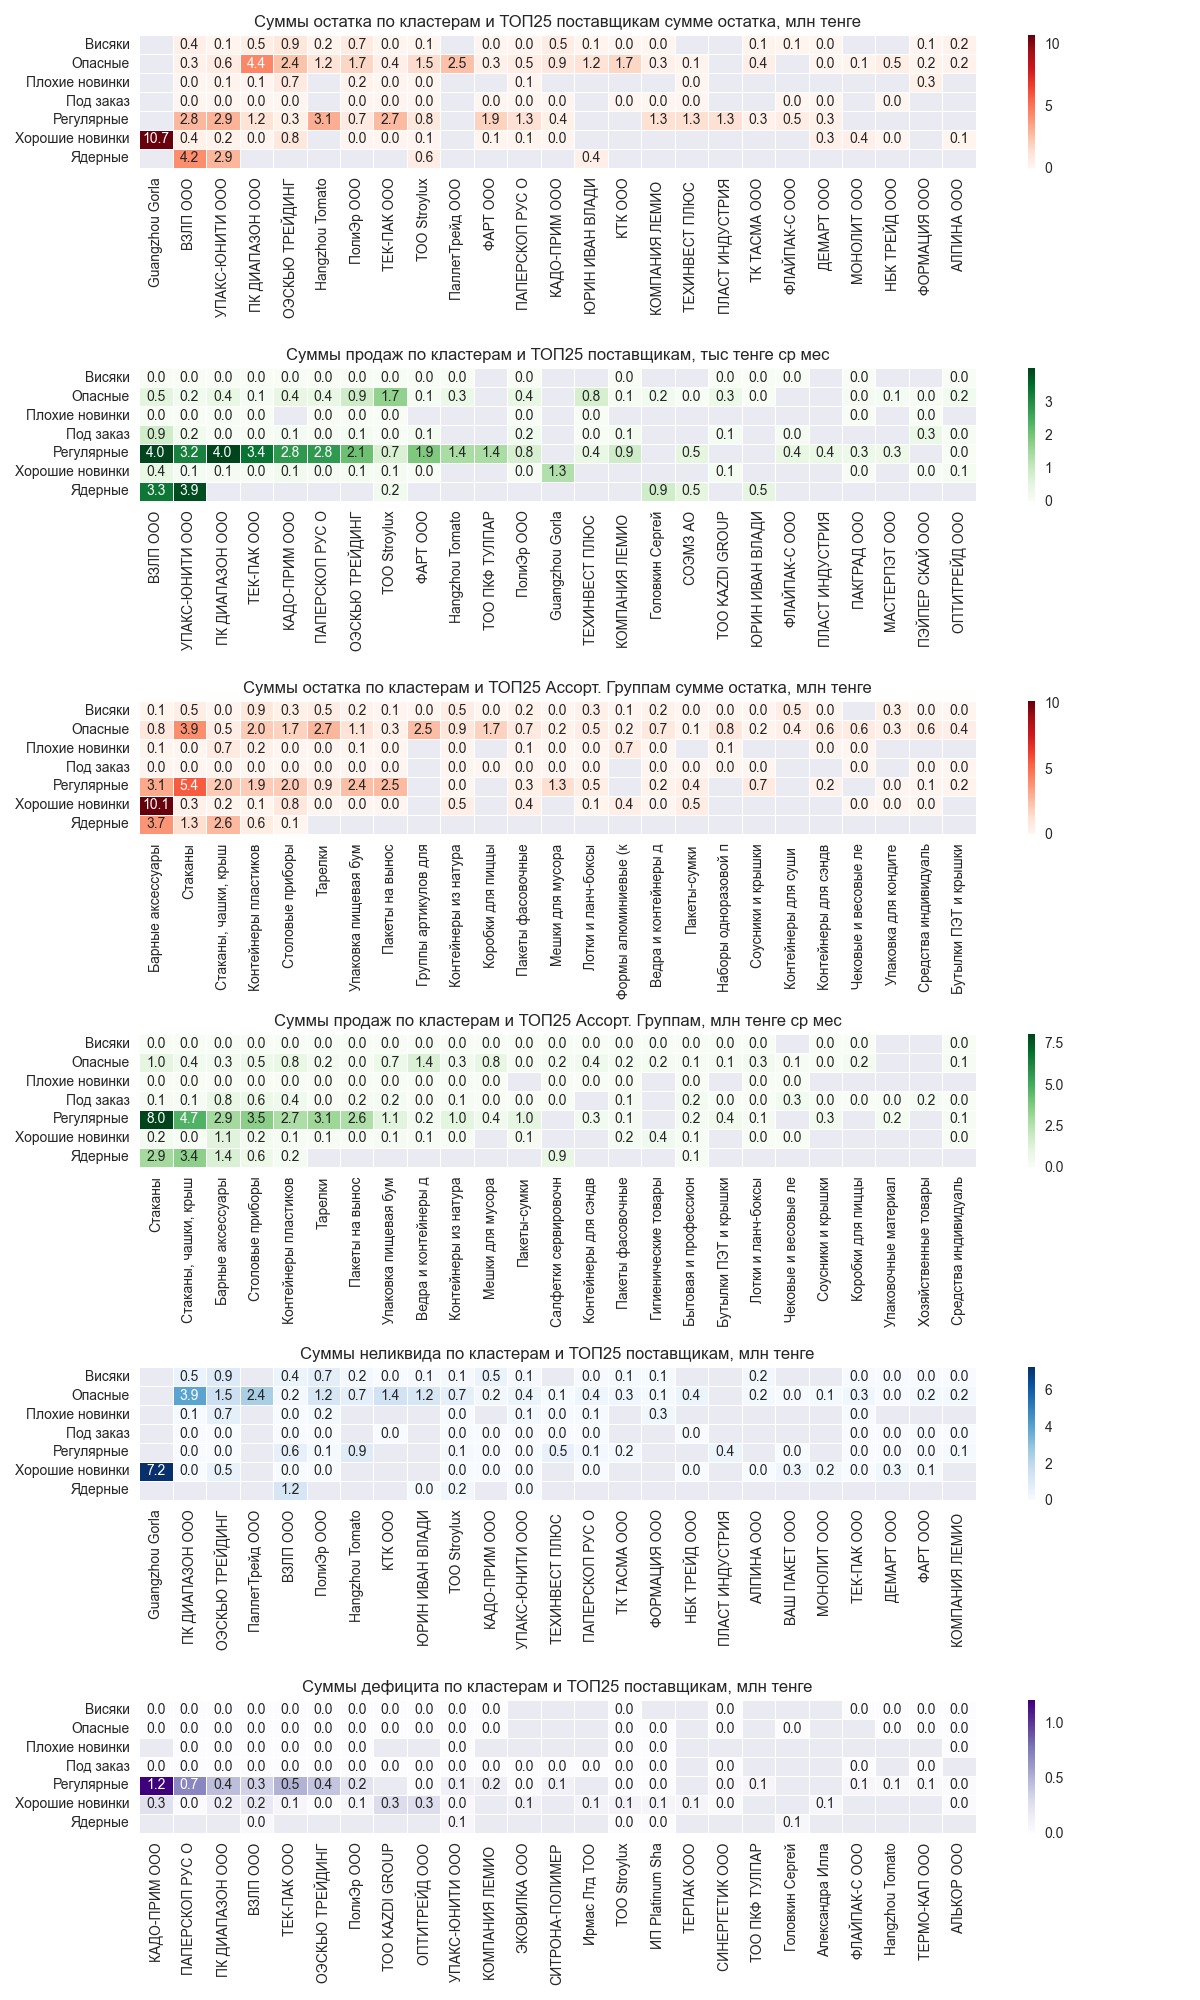 Суммы остатка по кластерам и ТОП25 поставщикам сумме остатка, млн тенге
Висяки 0.4 0.1 0.5 0.9 0.2 0.7 0.0 0.1 0.0 0.0 0.5 0.1 0.0 0.0 0.1 0.1 0.0 0.1 0.2
Опасные 0.3 0.6 4.4 2.4 1.2 1.7 0.4 1.5 2.5 0.3 0.5 0.9 1.2 1.7 0.3 0.1 0.4 0.0 0.1 0.5 0.2 0.2
Плохие новинки 0.0 0.1 0.1 0.7 0.2 0.0 0.0 0.1 0.0 0.3
Под заказ 0.0 0.0 0.0 0.0 0.0 0.0 0.0 0.0 0.0 0.0 0.0 0.0 0.0 0.0 0.0 0.0
Регулярные 2.8 2.9 1.2 0.3 3.1 0.7 2.7 0.8 1.9 1.3 0.4 1.3 1.3 1.3 0.3 0.5 0.3
Хорошие новинки 10.7 0.4 0.2 0.0 0.8 0.0 0.0 0.1 0.1 0.1 0.0 0.3 0.4 0.0 0.1
Ядерные 4.2 2.9 0.6 0.4
10
5
0
Guangzhou Gorla
ВЗЛП ООО
УПАКС-ЮНИТИ ООО
ПК ДИАПАЗОН ООО
ОЭСКЬЮ ТРЕЙДИНГ
Hangzhou Tomato
ПолиЭр ООО
ТЕК-ПАК ООО
ТОО Stroylux
ПаллетТрейд ООО
ФАРТ ООО
ПАПЕРСКОП РУС О
КАДО-ПРИМ ООО
ЮРИН ИВАН ВЛАДИ
КТК ООО
КОМПАНИЯ ЛЕМИО
ТЕХИНВЕСТ ПЛЮС
ПЛАСТ ИНДУСТРИЯ
ТК ТАСМА ООО
ФЛАЙПАК-С ООО
ДЕМАРТ ООО
МОНОЛИТ ООО
НБК ТРЕЙД ООО
ФОРМАЦИЯ ООО
АЛПИНА ООО
Суммы продаж по кластерам и ТОП25 поставщикам, тыс тенге ср мес
Висяки 0.0 0.0 0.0 0.0 0.0 0.0 0.0 0.0 0.0 0.0 0.0 0.0 0.0 0.0 0.0 0.0 0.0
Опасные 0.5 0.2 0.4 0.1 0.4 0.4 0.9 1.7 0.1 0.3 0.4 0.8 0.1 0.2 0.0 0.3 0.0 0.0 0.1 0.0 0.2
Плохие новинки 0.0 0.0 0.0 0.0 0.0 0.0 0.0 0.0 0.0 0.0 0.0
Под заказ 0.9 0.2 0.0 0.0 0.1 0.0 0.1 0.0 0.1 0.2 0.0 0.1 0.1 0.0 0.3 0.0
Регулярные 4.0 3.2 4.0 3.4 2.8 2.8 2.1 0.7 1.9 1.4 1.4 0.8 0.4 0.9 0.5 0.4 0.4 0.3 0.3 0.0
Хорошие новинки 0.4 0.1 0.1 0.0 0.1 0.0 0.1 0.1 0.0 0.0 1.3 0.1 0.0 0.0 0.1
Ядерные 3.3 3.9 0.2 0.9 0.5 0.5
3
2
1
0
ВЗЛП ООО
УПАКС-ЮНИТИ ООО
ПК ДИАПАЗОН ООО
ТЕК-ПАК ООО
КАДО-ПРИМ ООО
ПАПЕРСКОП РУС О
ОЭСКЬЮ ТРЕЙДИНГ
ТОО Stroylux
ФАРТ ООО
Hangzhou Tomato
ТОО ПКФ ТУЛПАР
ПолиЭр ООО
Guangzhou Gorla
ТЕХИНВЕСТ ПЛЮС
КОМПАНИЯ ЛЕМИО
Головкин Сергей
СОЭМЗ АО
ТОО KAZDI GROUP
ЮРИН ИВАН ВЛАДИ
ФЛАЙПАК-С ООО
ПЛАСТ ИНДУСТРИЯ
ПАКГРАД ООО
МАСТЕРПЭТ ООО
ПЭЙПЕР СКАЙ ООО
ОПТИТРЕЙД ООО
Суммы остатка по кластерам и ТОП25 Ассорт. Группам сумме остатка, млн тенге
Висяки 0.1 0.5 0.0 0.9 0.3 0.5 0.2 0.1 0.0 0.5 0.0 0.2 0.0 0.3 0.1 0.2 0.0 0.0 0.0 0.5 0.0 0.3 0.0 0.0
Опасные 0.8 3.9 0.5 2.0 1.7 2.7 1.1 0.3 2.5 0.9 1.7 0.7 0.2 0.5 0.2 0.7 0.1 0.8 0.2 0.4 0.6 0.6 0.3 0.6 0.4
Плохие новинки 0.1 0.0 0.7 0.2 0.0 0.0 0.1 0.0 0.0 0.1 0.0 0.0 0.7 0.0 0.1 0.0 0.0
Под заказ 0.0 0.0 0.0 0.0 0.0 0.0 0.0 0.0 0.0 0.0 0.0 0.0 0.0 0.0 0.0 0.0 0.0 0.0 0.0 0.0
Регулярные 3.1 5.4 2.0 1.9 2.0 0.9 2.4 2.5 0.0 0.3 1.3 0.5 0.2 0.4 0.7 0.2 0.0 0.1 0.2
Хорошие новинки 10.1 0.3 0.2 0.1 0.8 0.0 0.0 0.0 0.5 0.4 0.1 0.4 0.0 0.5 0.0 0.0 0.0
Ядерные 3.7 1.3 2.6 0.6 0.1
10
5
0
Барные аксессуары
Стаканы
Стаканы, чашки, крыш
Контейнеры пластиков
Столовые приборы
Тарелки
Упаковка пищевая бум
Пакеты на вынос
Группы артикулов для
Контейнеры из натура
Коробки для пиццы
Пакеты фасовочные
Мешки для мусора
Лотки и ланч-боксы
Формы алюминиевые (к
Ведра и контейнеры д
Пакеты-сумки
Наборы одноразовой п
Соусники и крышки
Контейнеры для суши
Контейнеры для сэндв
Чековые и весовые ле
Упаковка для кондите
Средства индивидуаль
Бутылки ПЭТ и крышки
Суммы продаж по кластерам и ТОП25 Ассорт. Группам, млн тенге ср мес
Висяки 0.0 0.0 0.0 0.0 0.0 0.0 0.0 0.0 0.0 0.0 0.0 0.0 0.0 0.0 0.0 0.0 0.0 0.0 0.0 0.0 0.0 0.0 0.0 0.0
Опасные 1.0 0.4 0.3 0.5 0.8 0.2 0.0 0.7 1.4 0.3 0.8 0.0 0.2 0.4 0.2 0.2 0.1 0.1 0.3 0.1 0.0 0.2 0.1
Плохие новинки 0.0 0.0 0.0 0.0 0.0 0.0 0.0 0.0 0.0 0.0 0.0 0.0 0.0 0.0 0.0 0.0 0.0
Под заказ 0.1 0.1 0.8 0.6 0.4 0.0 0.2 0.2 0.0 0.1 0.0 0.0 0.0 0.1 0.2 0.0 0.0 0.3 0.0 0.0 0.0 0.2 0.0
Регулярные 8.0 4.7 2.9 3.5 2.7 3.1 2.6 1.1 0.2 1.0 0.4 1.0 0.3 0.1 0.2 0.4 0.1 0.3 0.2 0.1
Хорошие новинки 0.2 0.0 1.1 0.2 0.1 0.1 0.0 0.1 0.1 0.0 0.1 0.2 0.4 0.1 0.0 0.0 0.0
Ядерные 2.9 3.4 1.4 0.6 0.2 0.9 0.1
7.5
5.0
2.5
0.0
Стаканы
Стаканы, чашки, крыш
Барные аксессуары
Столовые приборы
Контейнеры пластиков
Тарелки
Пакеты на вынос
Упаковка пищевая бум
Ведра и контейнеры д
Контейнеры из натура
Мешки для мусора
Пакеты-сумки
Салфетки сервировочн
Контейнеры для сэндв
Пакеты фасовочные
Гигиенические товары
Бытовая и профессион
Бутылки ПЭТ и крышки
Лотки и ланч-боксы
Чековые и весовые ле
Соусники и крышки
Коробки для пиццы
Упаковочные материал
Хозяйственные товары
Средства индивидуаль
Суммы неликвида по кластерам и ТОП25 поставщикам, млн тенге
Висяки 0.5 0.9 0.4 0.7 0.2 0.0 0.1 0.1 0.5 0.1 0.0 0.1 0.1 0.2 0.0 0.0 0.0 0.0
Опасные 3.9 1.5 2.4 0.2 1.2 0.7 1.4 1.2 0.7 0.2 0.4 0.1 0.4 0.3 0.1 0.4 0.2 0.0 0.1 0.3 0.0 0.2 0.2
Плохие новинки 0.1 0.7 0.0 0.2 0.0 0.1 0.0 0.1 0.3 0.0
Под заказ 0.0 0.0 0.0 0.0 0.0 0.0 0.0 0.0 0.0 0.0 0.0 0.0 0.0 0.0 0.0 0.0
Регулярные 0.0 0.0 0.6 0.1 0.9 0.1 0.0 0.0 0.5 0.1 0.2 0.4 0.0 0.0 0.0 0.0 0.1
Хорошие новинки 7.2 0.0 0.5 0.0 0.0 0.0 0.0 0.0 0.0 0.0 0.0 0.3 0.2 0.0 0.3 0.1
Ядерные 1.2 0.0 0.2 0.0
6
4
2
0
Guangzhou Gorla
ПК ДИАПАЗОН ООО
ОЭСКЬЮ ТРЕЙДИНГ
ПаллетТрейд ООО
ВЗЛП ООО
ПолиЭр ООО
Hangzhou Tomato
КТК ООО
ЮРИН ИВАН ВЛАДИ
ТОО Stroylux
КАДО-ПРИМ ООО
УПАКС-ЮНИТИ ООО
ТЕХИНВЕСТ ПЛЮС
ПАПЕРСКОП РУС О
ТК ТАСМА ООО
ФОРМАЦИЯ ООО
НБК ТРЕЙД ООО
ПЛАСТ ИНДУСТРИЯ
АЛПИНА ООО
ВАШ ПАКЕТ ООО
МОНОЛИТ ООО
ТЕК-ПАК ООО
ДЕМАРТ ООО
ФАРТ ООО
КОМПАНИЯ ЛЕМИО
Суммы дефицита по кластерам и ТОП25 поставщикам, млн тенге
Висяки 0.0 0.0 0.0 0.0 0.0 0.0 0.0 0.0 0.0 0.0 0.0 0.0 0.0 0.0 0.0 0.0 0.0
Опасные 0.0 0.0 0.0 0.0 0.0 0.0 0.0 0.0 0.0 0.0 0.0 0.0 0.0 0.0 0.0 0.0 0.0 0.0
Плохие новинки 0.0 0.0 0.0 0.0 0.0 0.0 0.0 0.0 0.0 0.0
Под заказ 0.0 0.0 0.0 0.0 0.0 0.0 0.0 0.0 0.0 0.0 0.0 0.0 0.0 0.0 0.0 0.0 0.0 0.0 0.0
Регулярные 1.2 0.7 0.4 0.3 0.5 0.4 0.2 0.0 0.1 0.2 0.0 0.1 0.0 0.0 0.0 0.1 0.1 0.1 0.1 0.0
Хорошие новинки 0.3 0.0 0.2 0.2 0.1 0.0 0.1 0.3 0.3 0.0 0.1 0.1 0.1 0.1 0.1 0.0 0.1 0.0
Ядерные 0.0 0.1 0.0 0.0 0.1
1.0
0.5
0.0
КАДО-ПРИМ ООО
ПАПЕРСКОП РУС О
ПК ДИАПАЗОН ООО
ВЗЛП ООО
ТЕК-ПАК ООО
ОЭСКЬЮ ТРЕЙДИНГ
ПолиЭр ООО
ТОО KAZDI GROUP
ОПТИТРЕЙД ООО
УПАКС-ЮНИТИ ООО
КОМПАНИЯ ЛЕМИО
ЭКОВИЛКА ООО
СИТРОНА-ПОЛИМЕР
Ирмас Лтд ТОО
ТОО Stroylux
ИП Platinum Sha
ТЕРПАК ООО
СИНЕРГЕТИК ООО
ТОО ПКФ ТУЛПАР
Головкин Сергей
Александра Илла
ФЛАЙПАК-С ООО
Hangzhou Tomato
ТЕРМО-КАП ООО
АЛЬКОР ООО